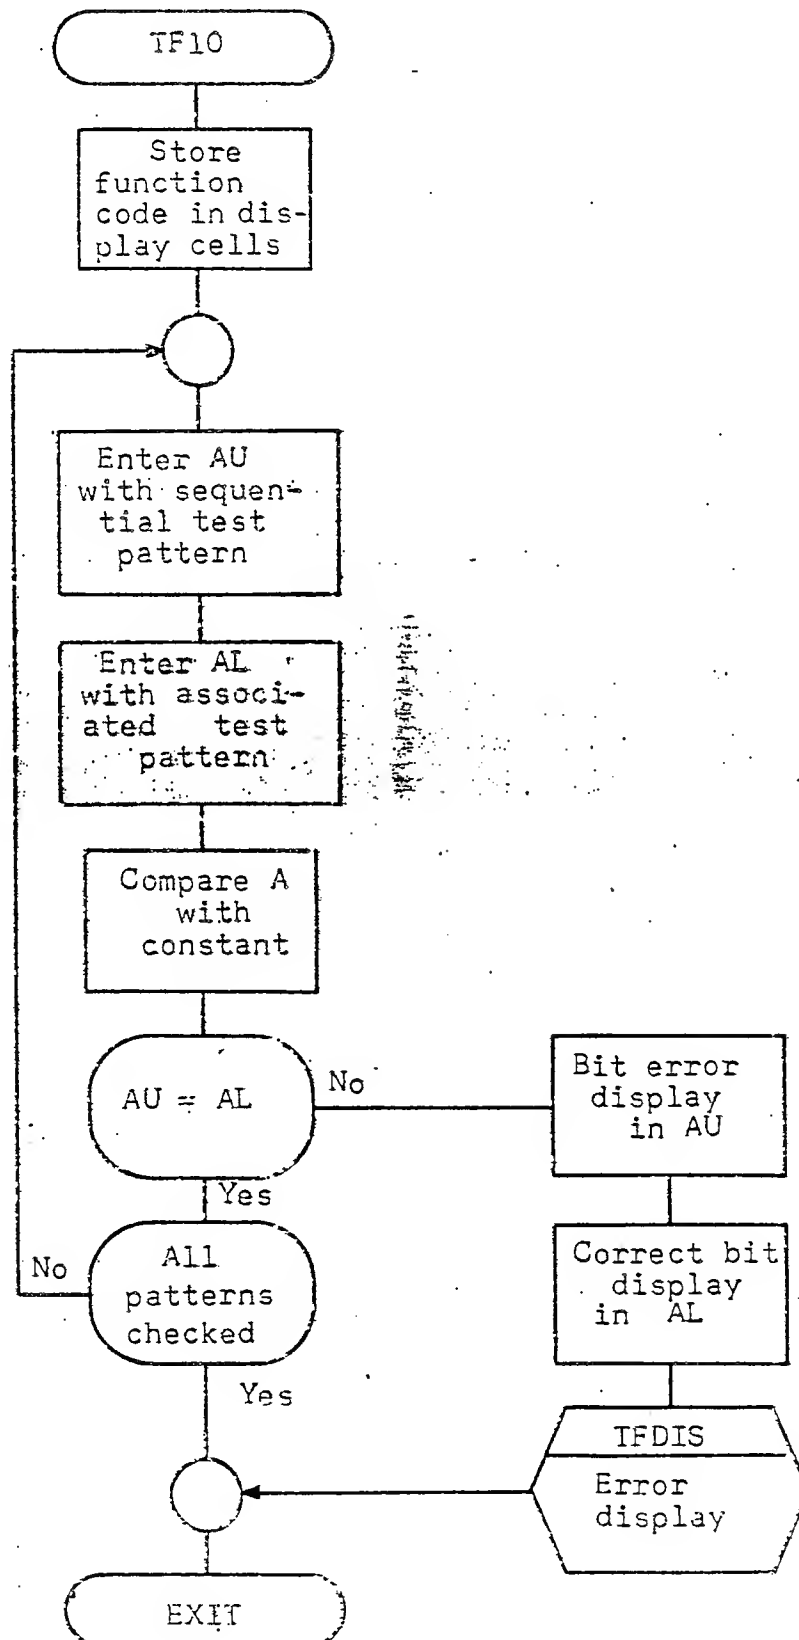 TF10
Store
function
code in dis-
play cells
Enter AU
with sequen-
tial test
pattern
Enter AL
with associ-
ated test
pattern
Compare A
with
constant
AU = AL
No
Yes
Bit error
display
in AU
Correct bit
display
in AL
All
patterns
checked
No
Yes
TFDIS
Error
display
EXIT